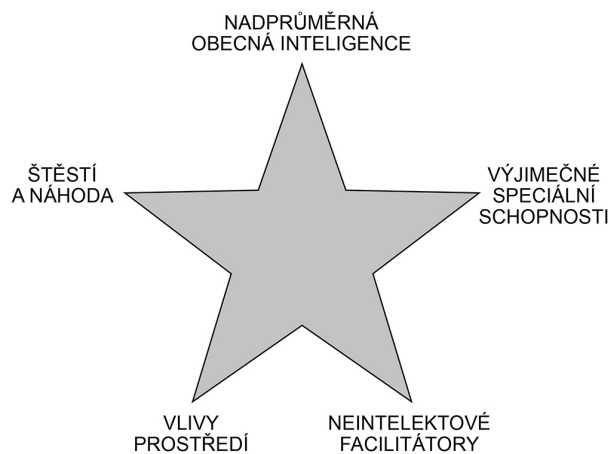 NADPRŮMĚRNÁ
OBECNÁ INTELIGENCE
ŠTĚSTÍ
A NÁHODA
VÝJIMEČNÉ
SPECIÁLNÍ
SCHOPNOSTI
VLIVY
PROSTŘEDÍ
NEINTELEKTOVÉ
FACILITÁTORY